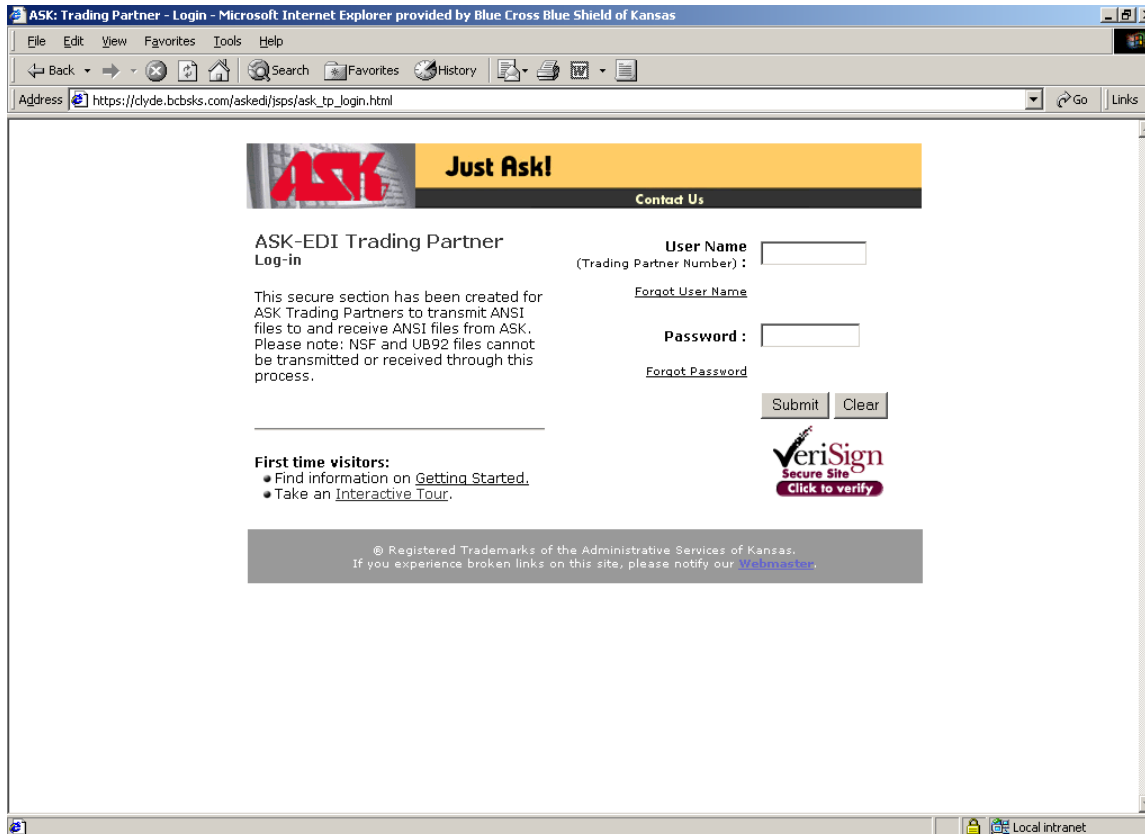 ASK: Trading Partner - Login - Microsoft Internet Explorer provided by Blue Cross Blue Shield of Kansas
File Edit View Favorites Tools Help
Back Search Favorites History
Address https://clyde.bcbsks.com/askedi/jsps/ask_tp_login.html Go Links
ASK
Just Ask!
Contact Us
ASK-EDI Trading Partner
Log-in
This secure section has been created for
ASK Trading Partners to transmit ANSI
files to and receive ANSI files from ASK.
Please note: NSF and UB92 files cannot
be transmitted or received through this
process.
First time visitors:
Find information on Getting Started.
Take an Interactive Tour.
User Name
(Trading Partner Number) :
Forgot User Name
Password :
Forgot Password
Submit Clear
VeriSign
Secure Site
Click to verify
® Registered Trademarks of the Administrative Services of Kansas.
If you experience broken links on this site, please notify our Webmaster.
Local intranet